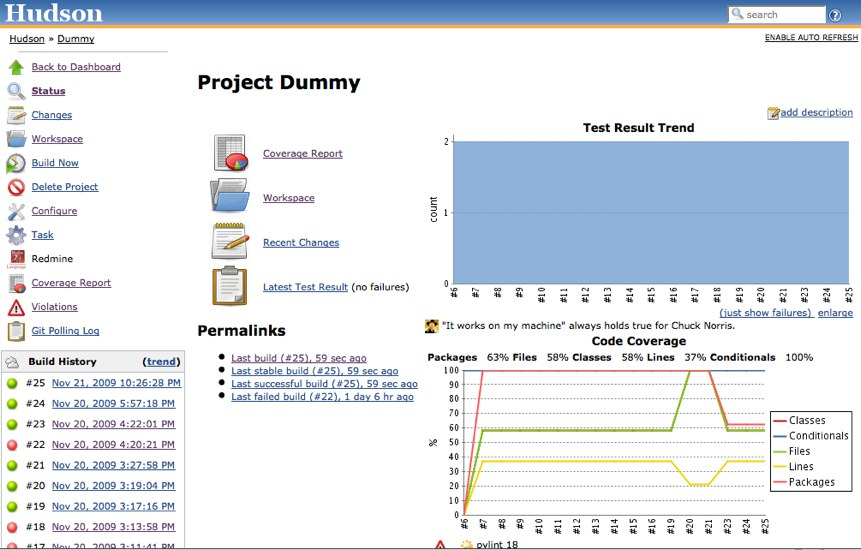 Hudson
search
Hudson » Dummy
ENABLE AUTO REFRESH
Back to Dashboard
Status
Changes
Workspace
Build Now
Delete Project
Configure
Task
Redmine
Coverage Report
Violations
Git Polling Log
Build History (trend)
#25 Nov 21, 2009 10:26:28 PM
#24 Nov 20, 2009 5:57:18 PM
#23 Nov 20, 2009 4:22:01 PM
#22 Nov 20, 2009 4:20:21 PM
#21 Nov 20, 2009 3:27:58 PM
#20 Nov 20, 2009 3:19:04 PM
#19 Nov 20, 2009 3:17:16 PM
#18 Nov 20, 2009 3:13:58 PM
#17 Nov 20, 2009 3:11:41 PM
Project Dummy
Coverage Report
Workspace
Recent Changes
Latest Test Result (no failures)
Permalinks
Last build (#25), 59 sec ago
Last stable build (#25), 59 sec ago
Last successful build (#25), 59 sec ago
Last failed build (#22), 1 day 6 hr ago
add description
Test Result Trend
count
2
1
0
#6 #7 #8 #9 #10 #11 #12 #13 #14 #15 #16 #17 #18 #19 #20 #21 #23 #24 #25
(just show failures) enlarge
"It works on my machine" always holds true for Chuck Norris.
Code Coverage
Packages 63% Files 58% Classes 58% Lines 37% Conditionals 100%
%
100
90
80
70
60
50
40
30
20
10
0
#6 #7 #8 #9 #10 #11 #12 #13 #14 #15 #16 #19 #20 #21 #23 #24 #25
Classes
Conditionals
Files
Lines
Packages
pylint 18